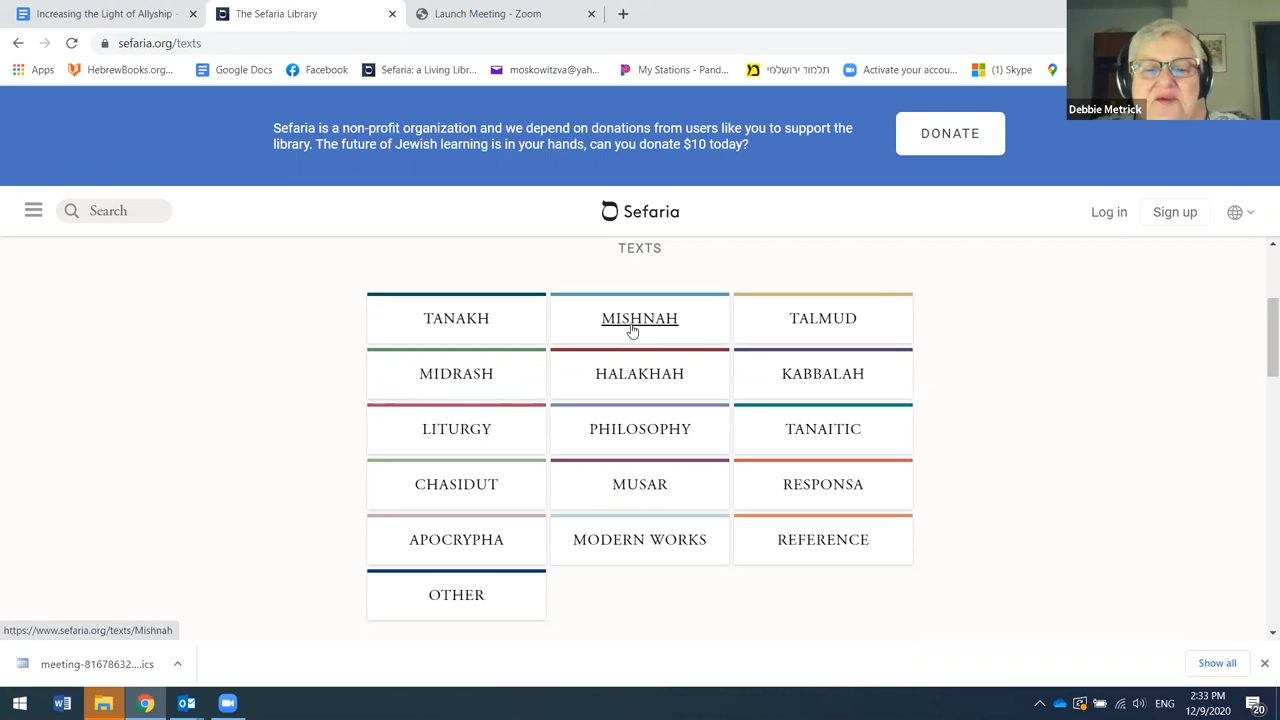 Increasing the Light of Allyship -
The Sefaria Library
Launch Meeting - Zoom
sefaria.org/texts
Apps
HebrewBooks.org...
Google Docs
Facebook
Sefaria: a Living Libr...
moskowitzva@yah...
My Stations - Pand...
תלמוד ירושלמי
Activate your accou...
(1) Skype
Debbie Metrick
Sefaria is a non-profit organization and we depend on donations from users like you to support the
library. The future of Jewish learning is in your hands, can you donate $10 today?
DONATE
Search
Sefaria
Log in
Sign up
TEXTS
TANAKH
MISHNAH
TALMUD
MIDRASH
HALAKHAH
KABBALAH
LITURGY
PHILOSOPHY
TANAITIC
CHASIDUT
MUSAR
RESPONSA
APOCRYPHA
MODERN WORKS
REFERENCE
OTHER
https://www.sefaria.org/texts/Mishnah
meeting-81678632....ics
Show all
ENG
2:33 PM
12/9/2020
20